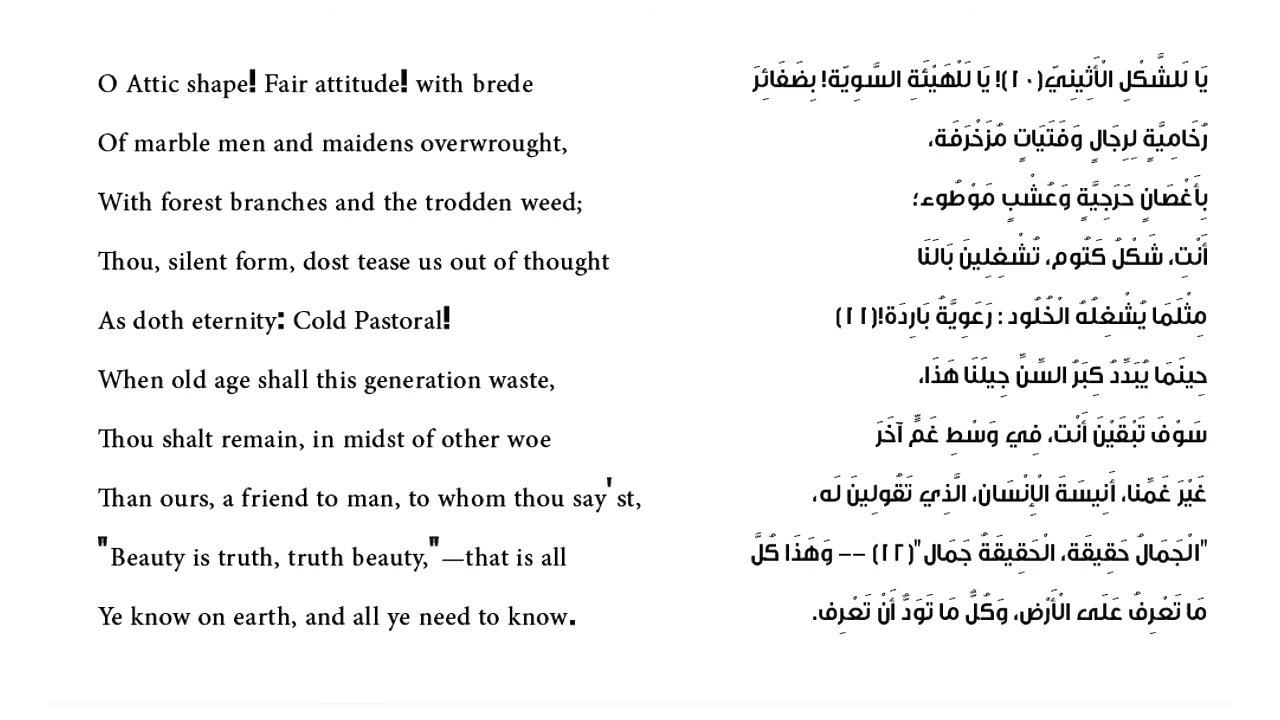 O Attic shape! Fair attitude! with brede
Of marble men and maidens overwrought,
With forest branches and the trodden weed;
Thou, silent form, dost tease us out of thought
As doth eternity: Cold Pastoral!
When old age shall this generation waste,
Thou shalt remain, in midst of other woe
Than ours, a friend to man, to whom thou say'st,
"Beauty is truth, truth beauty,"—that is all
Ye know on earth, and all ye need to know.
يَا لَلشَّكْلِ الْأَثِينِيّ(١٠)! يَا لَلْهَيْئَةِ السَّوِيّة! بِضَفَائِرَ
رُخَامِيَّةٍ لِرِجَالٍ وَفَتَيَاتٍ مُزَخْرَفَة،
بِأَغْصَانٍ حَرَجِيَّةٍ وَعُشْبٍ مَوْطُوء؛
أَنْتِ، شَكْلٌ كَتُوم، تُشْغِلِينَ بَالَنَا
مِثْلَمَا يُشْغِلُهُ الْخُلُود: رَعَوِيَّةٌ بَارِدَة!(١١)
حِينَمَا يُبَدِّدُ كِبَرُ السِّنِّ جِيلَنَا هَذَا،
سَوْفَ تَبْقَيْنَ أَنْت، فِي وَسْطِ غَمٍّ آخَرَ
غَيْرَ غَمِّنا، أَنِيسَةَ الْإِنْسَان، الَّذِي تَقُولِينَ لَه،
"الْجَمَالُ حَقِيقَة، الْحَقِيقَةُ جَمَال"(١٢) -- وَهَذَا كُلَّ
مَا تَعْرِفُ عَلَى الْأَرْض، وَكُلُّ مَا تَوَدُّ أَنْ تَعْرِف.